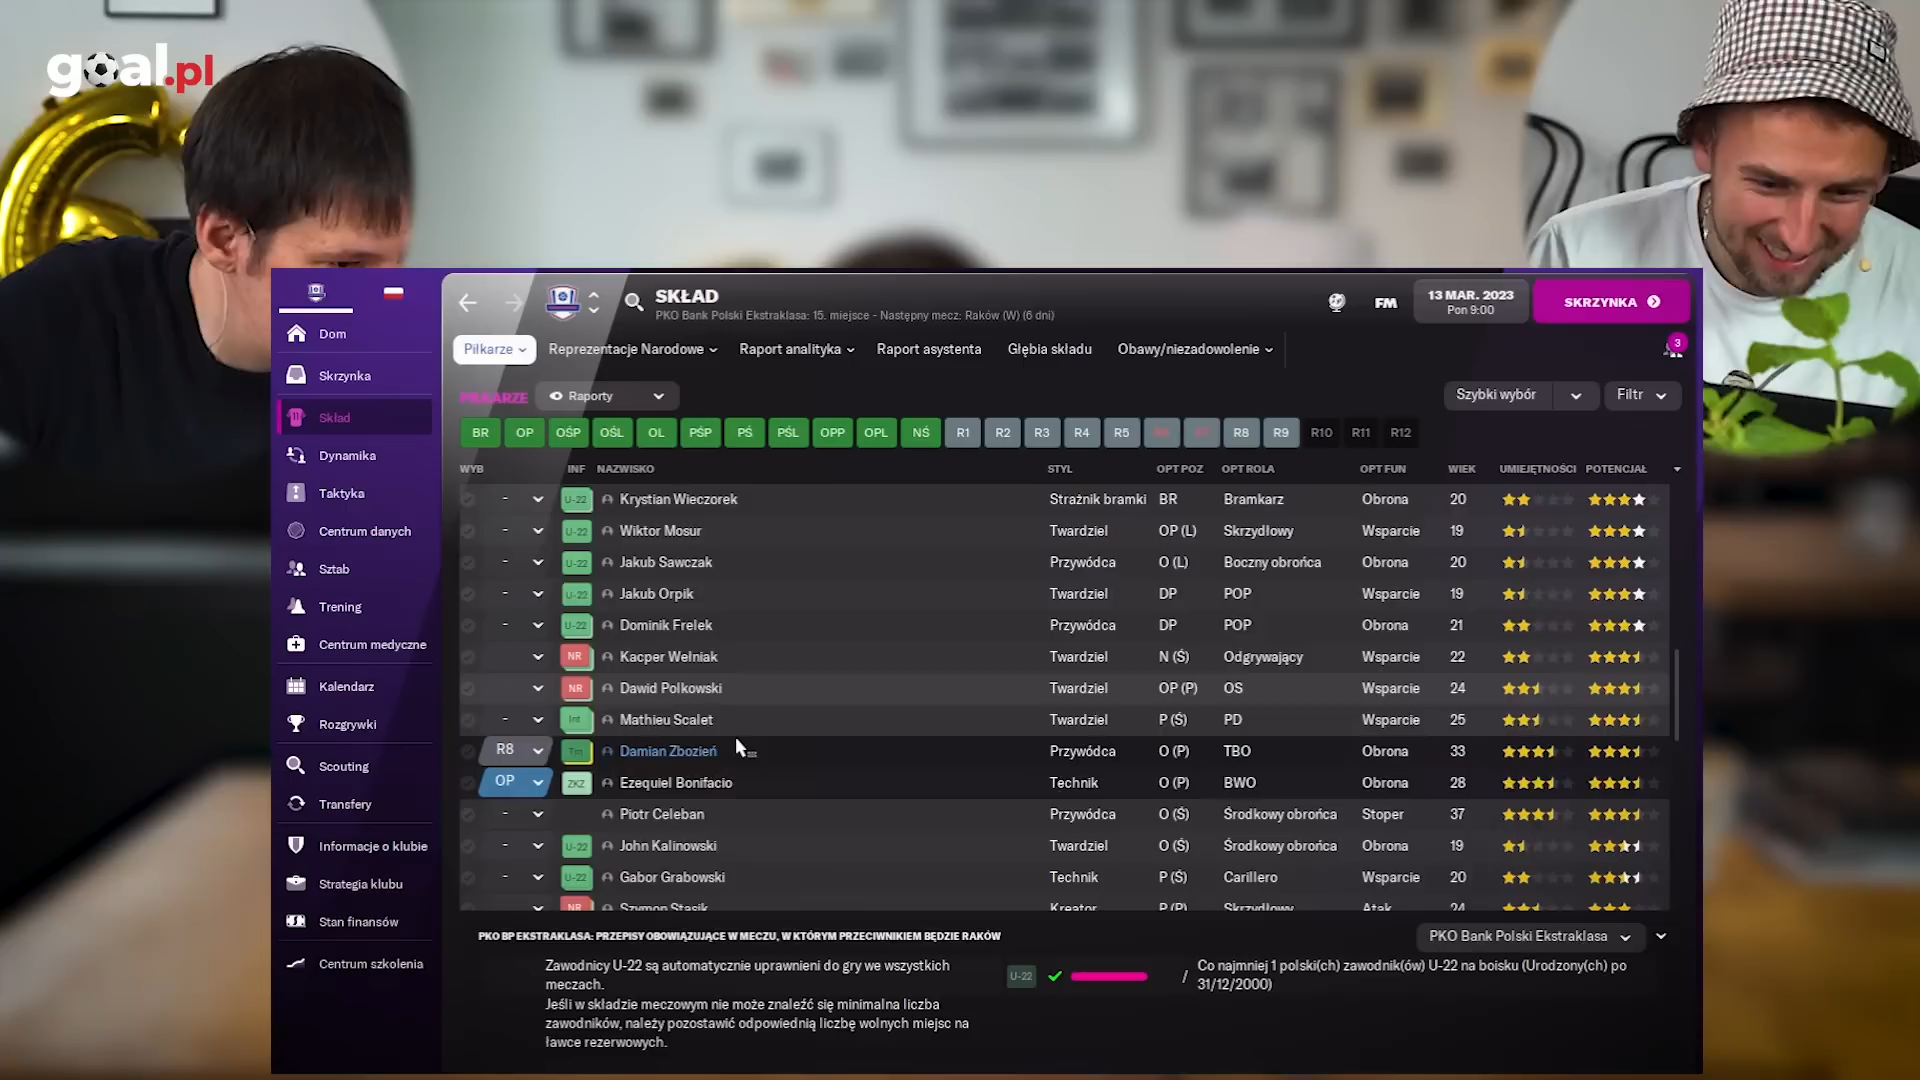 goal.pl
SKŁAD
PKO Bank Polski Ekstraklasa: 15. miejsce - Następny mecz: Raków (W) (6 dni)
FM
13 MAR. 2023
Pon 9:00
SKRZYNKA
Dom
Skrzynka
Skład
Dynamika
Taktyka
Centrum danych
Sztab
Trening
Centrum medyczne
Kalendarz
Rozgrywki
Scouting
Transfery
Informacje o klubie
Strategia klubu
Stan finansów
Centrum szkolenia
Piłkarze Reprezentacje Narodowe Raport analityka Raport asystenta Głębia składu Obawy/niezadowolenie 3
PIŁKARZE Raporty Szybki wybór Filtr
BR OP OŚP OŚL OL PŚP PŚ PŚL OPP OPL NŚ R1 R2 R3 R4 R5 R8 R9 R10 R11 R12
WYB INF NAZWISKO STYL OPT POZ OPT ROLA OPT FUN WIEK UMIEJĘTNOŚCI POTENCJAŁ
- U-22 Krystian Wieczorek Strażnik bramki BR Bramkarz Obrona 20
- U-22 Wiktor Mosur Twardziel OP (L) Skrzydłowy Wsparcie 19
- U-22 Jakub Sawczak Przywódca O (L) Boczny obrońca Obrona 20
- U-22 Jakub Orpik Twardziel DP POP Wsparcie 19
- U-22 Dominik Frelek Przywódca DP POP Obrona 21
NR Kacper Wełniak Twardziel N (Ś) Odgrywający Wsparcie 22
NR Dawid Polkowski Twardziel OP (P) OS Wsparcie 24
- Int Mathieu Scalet Twardziel P (Ś) PD Wsparcie 25
R8 Trn Damian Zbozień Przywódca O (P) TBO Obrona 33
OP ZKZ Ezequiel Bonifacio Technik O (P) BWO Obrona 28
- Piotr Celeban Przywódca O (Ś) Środkowy obrońca Stoper 37
- U-22 John Kalinowski Twardziel O (Ś) Środkowy obrońca Obrona 19
- U-22 Gabor Grabowski Technik P (Ś) Carillero Wsparcie 20
NR Szymon Stasik Kreator P (P) Skrzydłowy Atak 24
PKO BP EKSTRAKLASA: PRZEPISY OBOWIĄZUJĄCE W MECZU, W KTÓRYM PRZECIWNIKIEM BĘDZIE RAKÓW
PKO Bank Polski Ekstraklasa
Zawodnicy U-22 są automatycznie uprawnieni do gry we wszystkich
meczach.
Jeśli w składzie meczowym nie może znaleźć się minimalna liczba
zawodników, należy pozostawić odpowiednią liczbę wolnych miejsc na
ławce rezerwowych.
U-22 / Co najmniej 1 polski(ch) zawodnik(ów) U-22 na boisku (Urodzony(ch) po
31/12/2000)